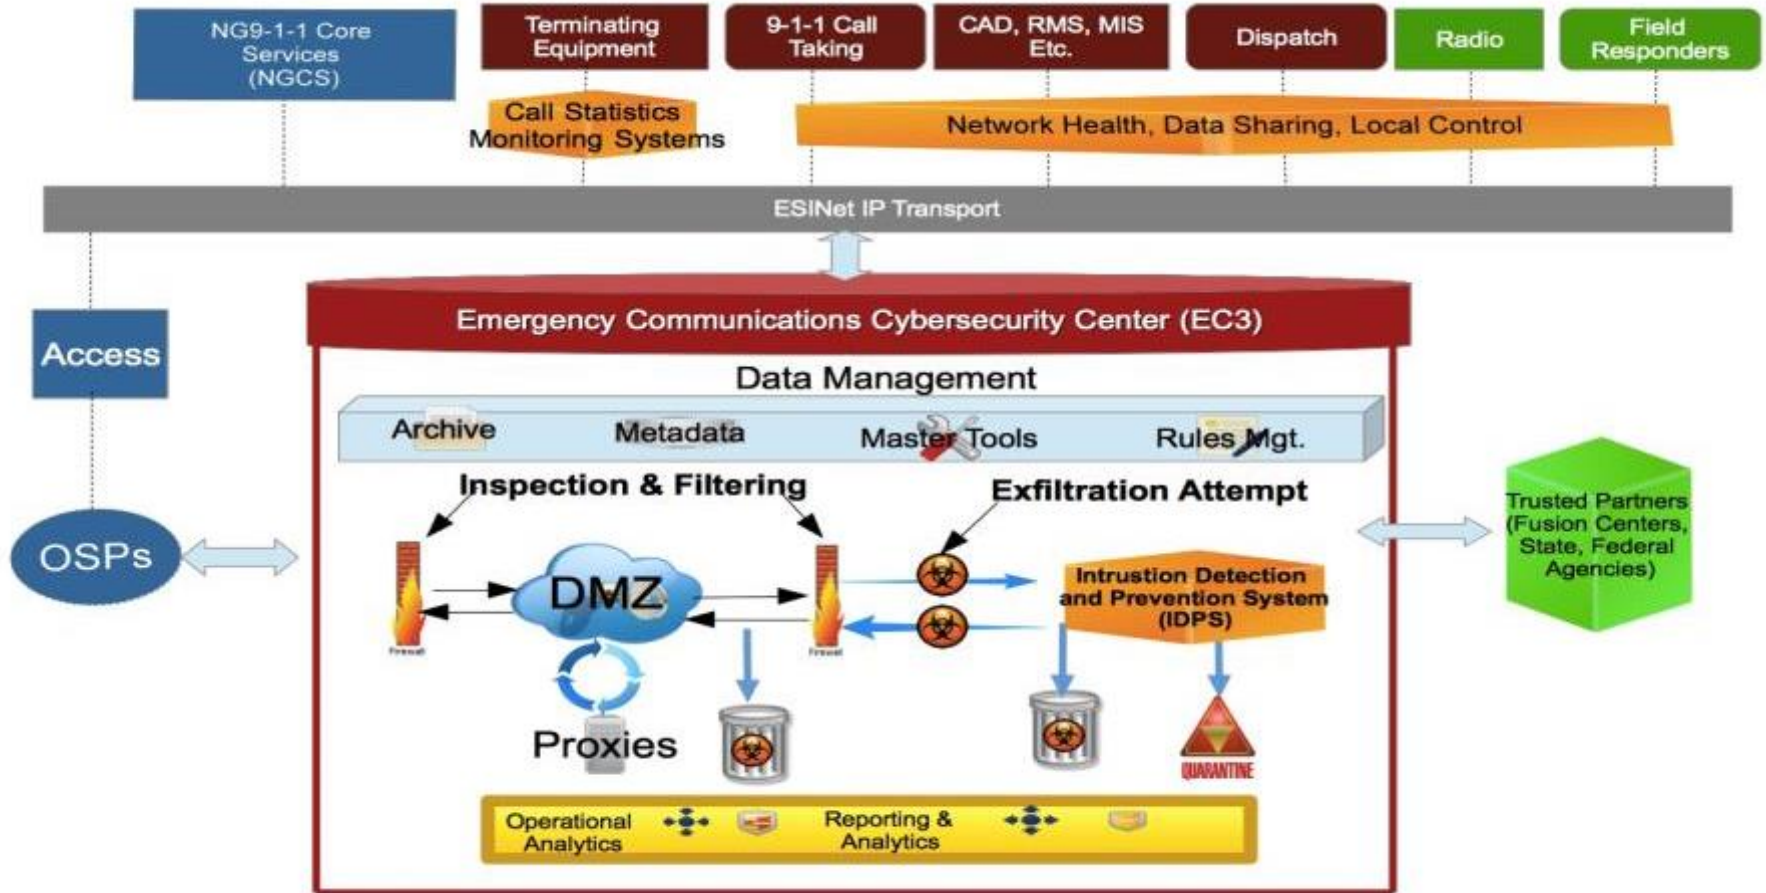 NG9-1-1 Core
Services
(NGCS)
Terminating
Equipment
9-1-1 Call
Taking
CAD, RMS, MIS
Etc.
Dispatch
Radio
Field
Responders
Call Statistics
Monitoring Systems
Network Health, Data Sharing, Local Control
ESINet IP Transport
Access
OSPs
Emergency Communications Cybersecurity Center (EC3)
Data Management
Archive
Metadata
Master Tools
Rules Mgt.
Inspection & Filtering
Exfiltration Attempt
Firewall
DMZ
Firewall
Intrustion Detection
and Prevention System
(IDPS)
Proxies
QUARANTINE
Operational
Analytics
Reporting &
Analytics
Trusted Partners
(Fusion Centers,
State, Federal
Agencies)